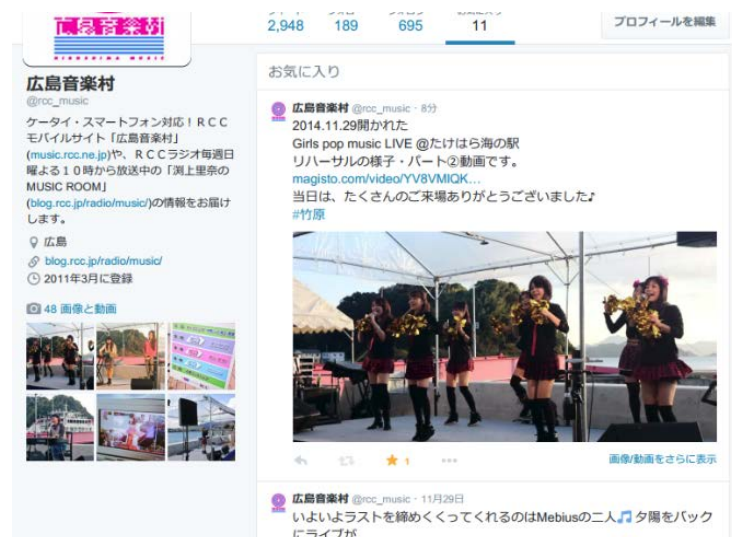 広島音楽村
HIROSHIMA MUSIC
2,948 189 695 11
プロフィールを編集
広島音楽村
@rcc_music
ケータイ・スマートフォン対応!RCC
モバイルサイト「広島音楽村」
(music.rcc.ne.jp)や、RCCラジオ毎週日
曜よる10時から放送中の「渕上里奈の
MUSIC ROOM」
(blog.rcc.jp/radio/music/)の情報をお届け
します。
広島
blog.rcc.jp/radio/music/
2011年3月に登録
48 画像と動画
お気に入り
広島音楽村 @rcc_music · 8分
2014.11.29開かれた
Girls pop music LIVE @たけはら海の駅
リハーサルの様子・パート②動画です。
magisto.com/video/YV8VMIQK...
当日は、たくさんのご来場ありがとうございました♪
#竹原
1
画像/動画をさらに表示
広島音楽村 @rcc_music · 11月29日
いよいよラストを締めくくってくれるのはMebiusの二人🎵夕陽をバック
にライブが